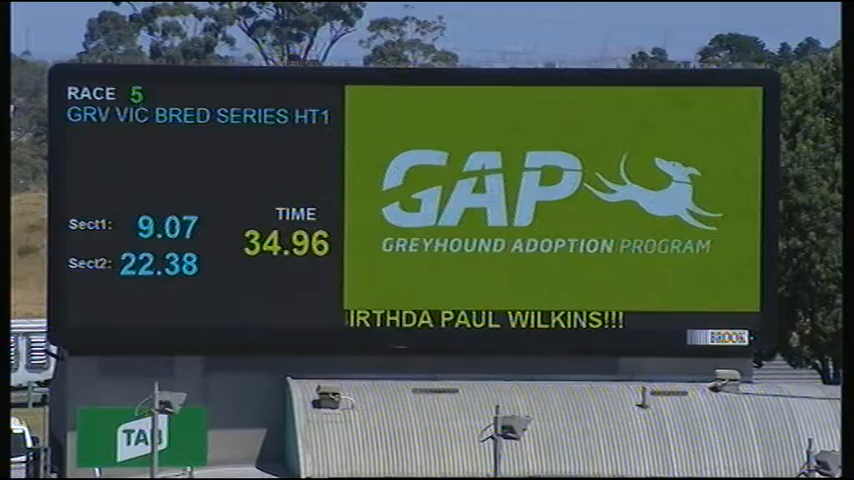 RACE 5
GRV VIC BRED SERIES HT1
Sect1: 9.07
Sect2: 22.38
TIME
34.96
GAP
GREYHOUND ADOPTION PROGRAM
IRTHDA PAUL WILKINS!!!
BROOK
TAB